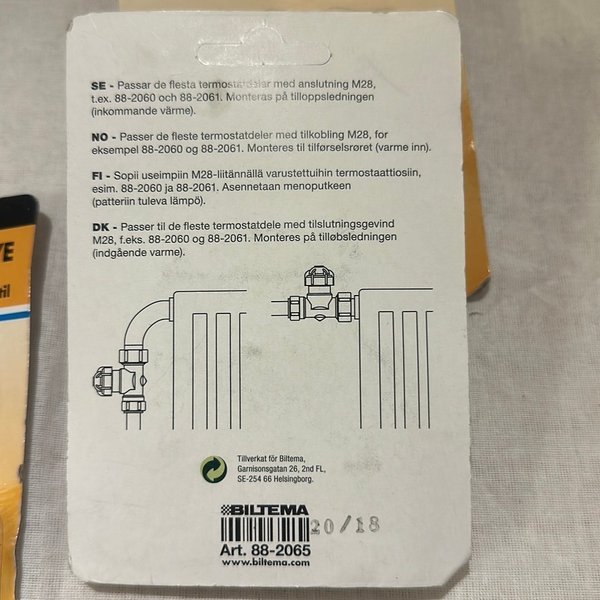 SE - Passar de flesta termostatdelar med anslutning M28,
t.ex. 88-2060 och 88-2061. Monteras på tilloppsledningen
(inkommande värme).
NO - Passer de fleste termostatdeler med tilkobling M28, for
eksempel 88-2060 og 88-2061. Monteres til tilførselsrøret (varme inn).
FI - Sopii useimpiin M28-liitännällä varustettuihin termostaattiosiin,
esim. 88-2060 ja 88-2061. Asennetaan menoputkeen
(patteriin tuleva lämpö).
DK - Passer til de fleste termostatdele med tilslutningsgevind
M28, f.eks. 88-2060 og 88-2061. Monteres på tilløbsledningen
(indgående varme).
Tillverkat för Biltema,
Garnisonsgatan 26, 2nd FL,
SE-254 66 Helsingborg.
BILTEMA
20/18
Art. 88-2065
www.biltema.com